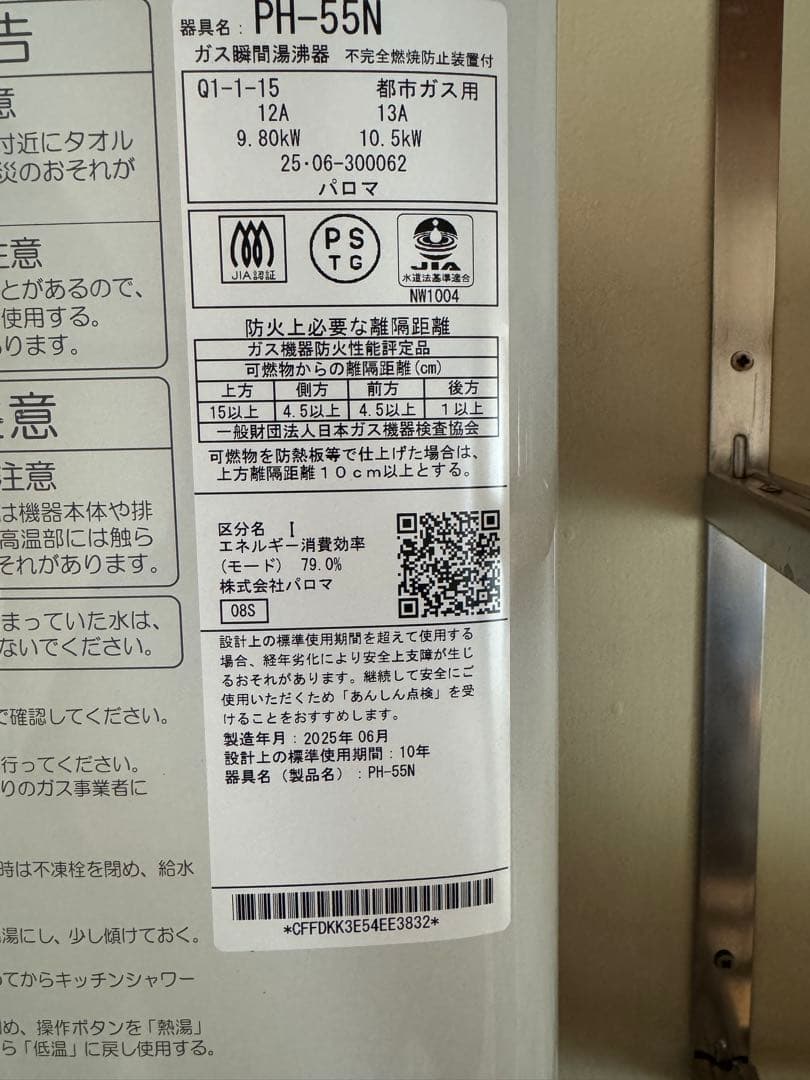 告
意
付近にタオル
災のおそれが
注意
とがあるので、
使用する。
ります。
意
注意
は機器本体や排
高温部には触ら
それがあります。
まっていた水は、
ないでください。
で確認してください。
行ってください。
りのガス事業者に
時は不凍栓を閉め、給水
湯にし、少し傾けておく。
てからキッチンシャワー
め、操作ボタンを「熱湯」
ら「低温」に戻し使用する。
器具名: PH-55N
ガス瞬間湯沸器 不完全燃焼防止装置付
Q1-1-15 都市ガス用
12A 13A
9.80kW 10.5kW
25・06-300062
パロマ
JIA認証
PS
TG
JIA
水道法基準適合
NW1004
防火上必要な離隔距離
ガス機器防火性能評定品
可燃物からの離隔距離(cm)
上方 側方 前方 後方
15以上 4.5以上 4.5以上 1以上
一般財団法人日本ガス機器検査協会
可燃物を防熱板等で仕上げた場合は、
上方離隔距離10cm以上とする。
区分名 I
エネルギー消費効率
(モード) 79.0%
株式会社パロマ
08S
設計上の標準使用期間を超えて使用する
場合、経年劣化により安全上支障が生じ
るおそれがあります。継続して安全にご
使用いただくため「あんしん点検」を受
けることをおすすめします。
製造年月:2025年06月
設計上の標準使用期間:10年
器具名(製品名):PH-55N
*CFFDKK3E54EE3832*